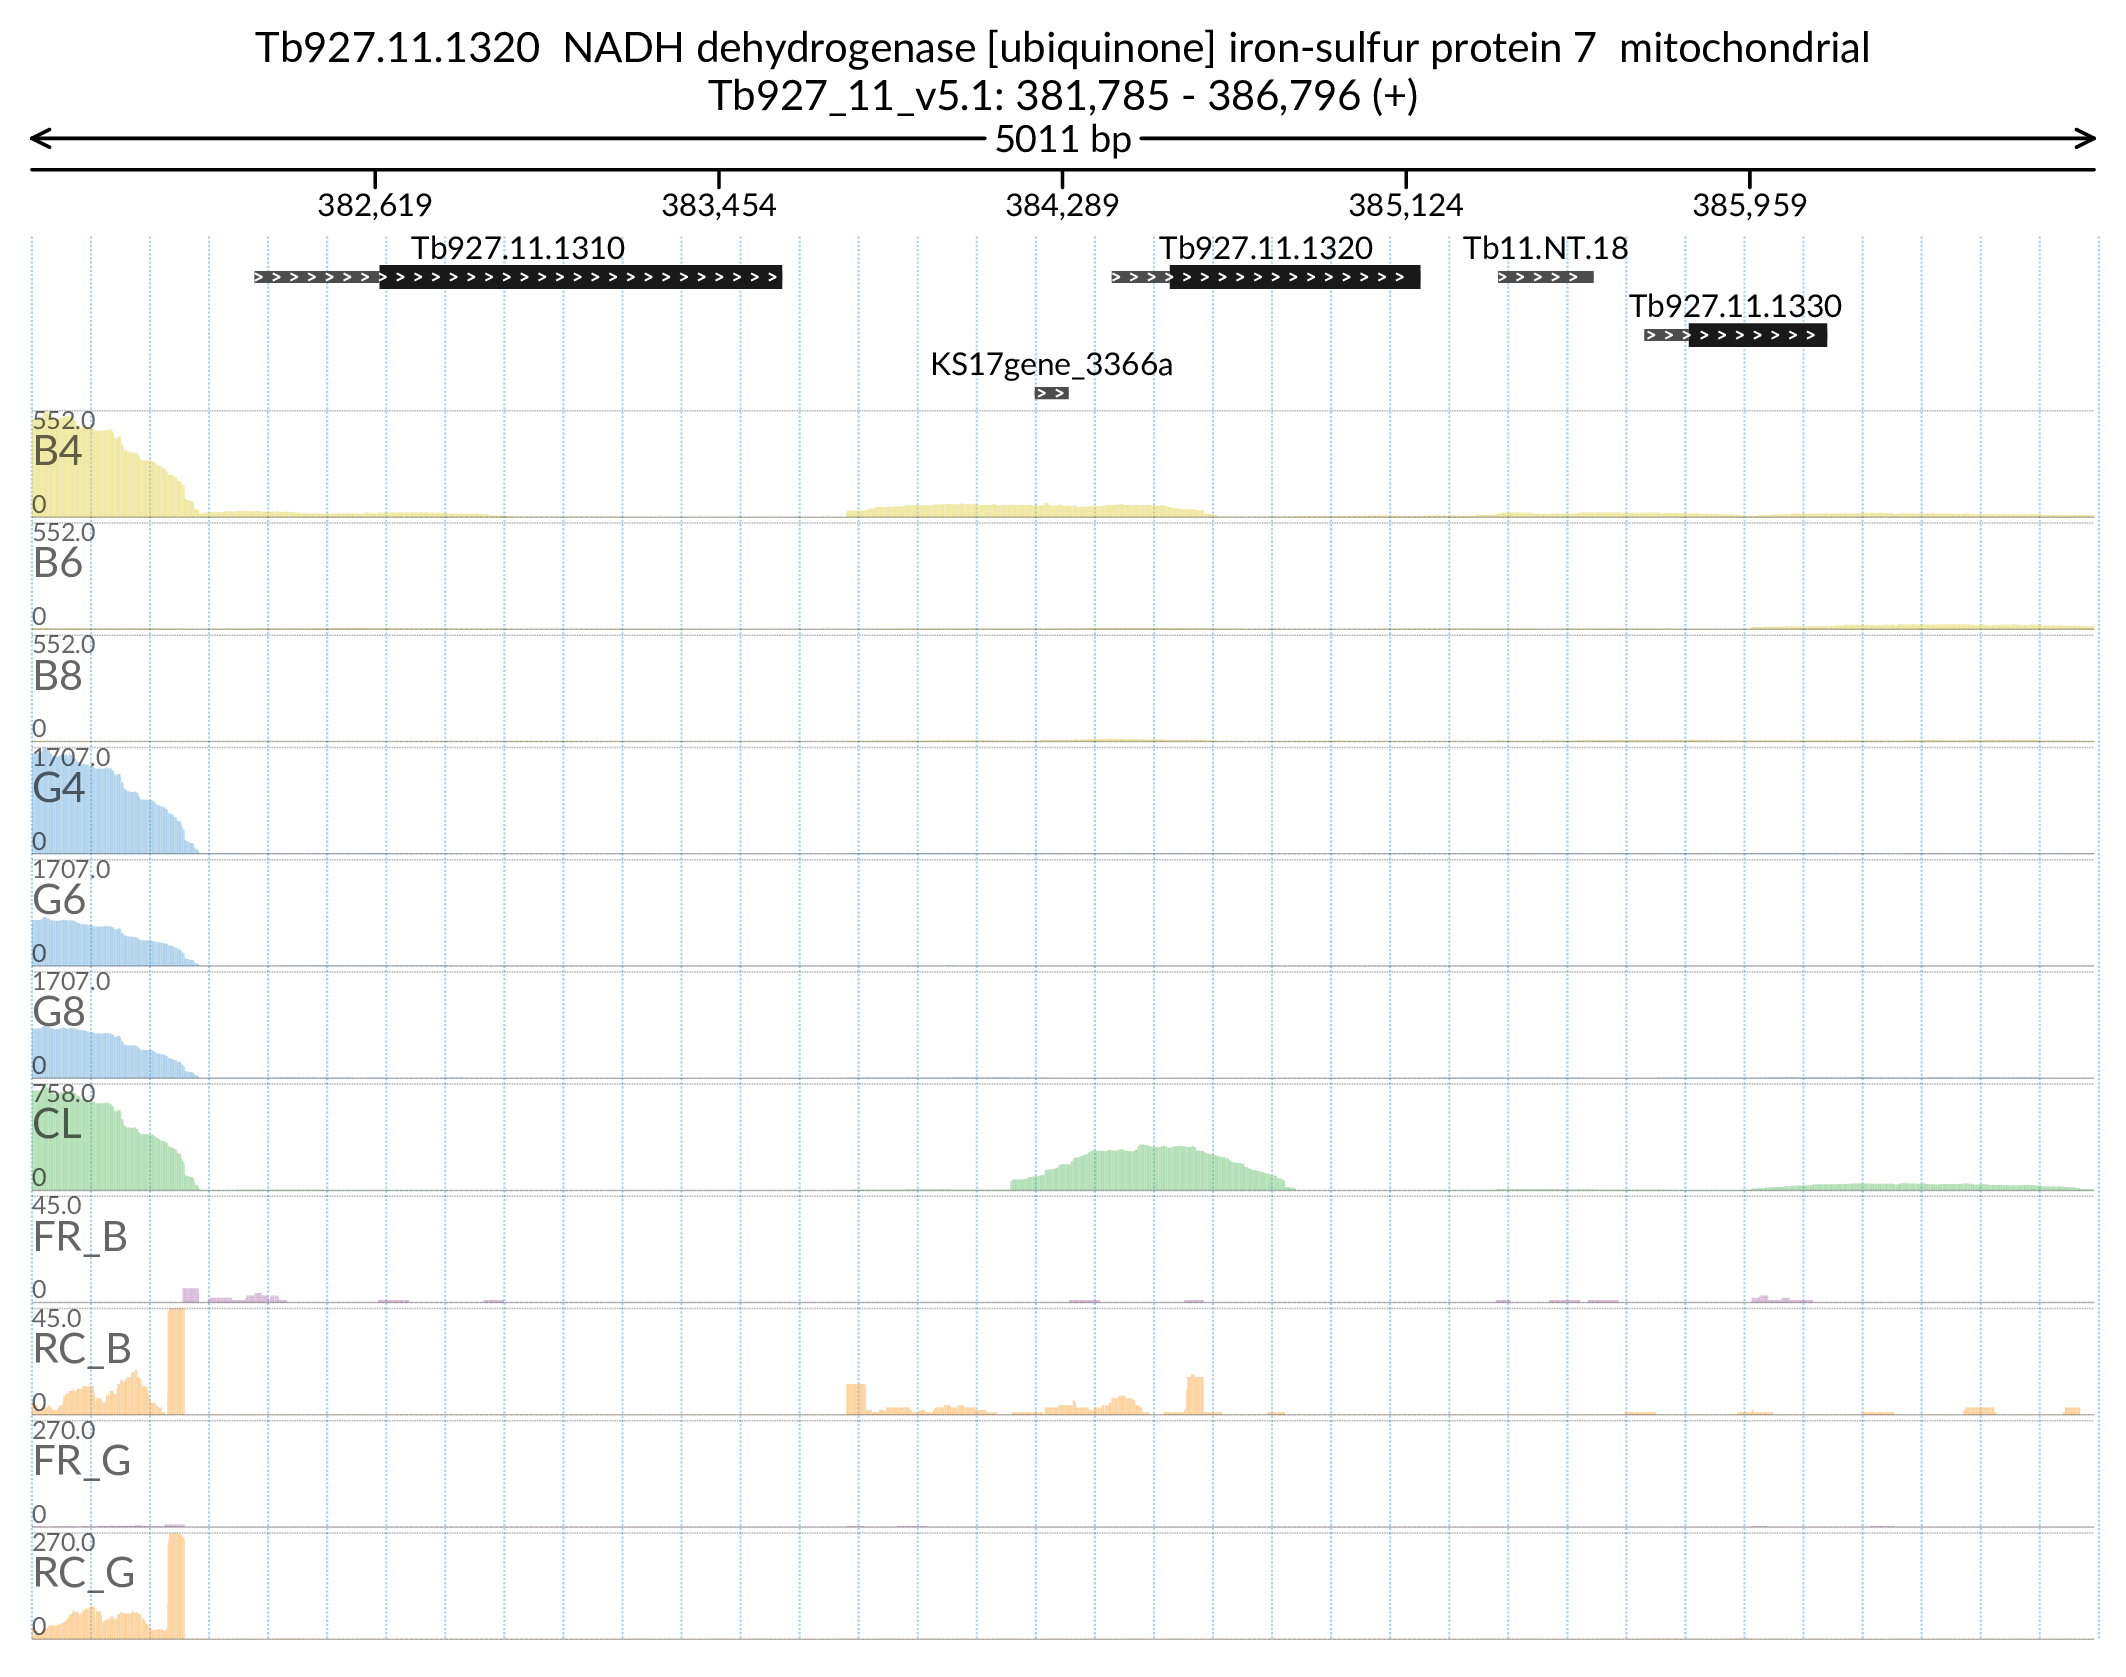 Tb927.11.1320  NADH dehydrogenase [ubiquinone] iron-sulfur protein 7  mitochondrial
Tb927_11_v5.1: 381,785 - 386,796 (+)
5011 bp
382,619 383,454 384,289 385,124 385,959
Tb927.11.1310 Tb927.11.1320 Tb11.NT.18
Tb927.11.1330
KS17gene_3366a
552.0
B4
0
552.0
B6
0
552.0
B8
0
1707.0
G4
0
1707.0
G6
0
1707.0
G8
0
758.0
CL
0
45.0
FR_B
0
45.0
RC_B
0
270.0
FR_G
0
270.0
RC_G
0